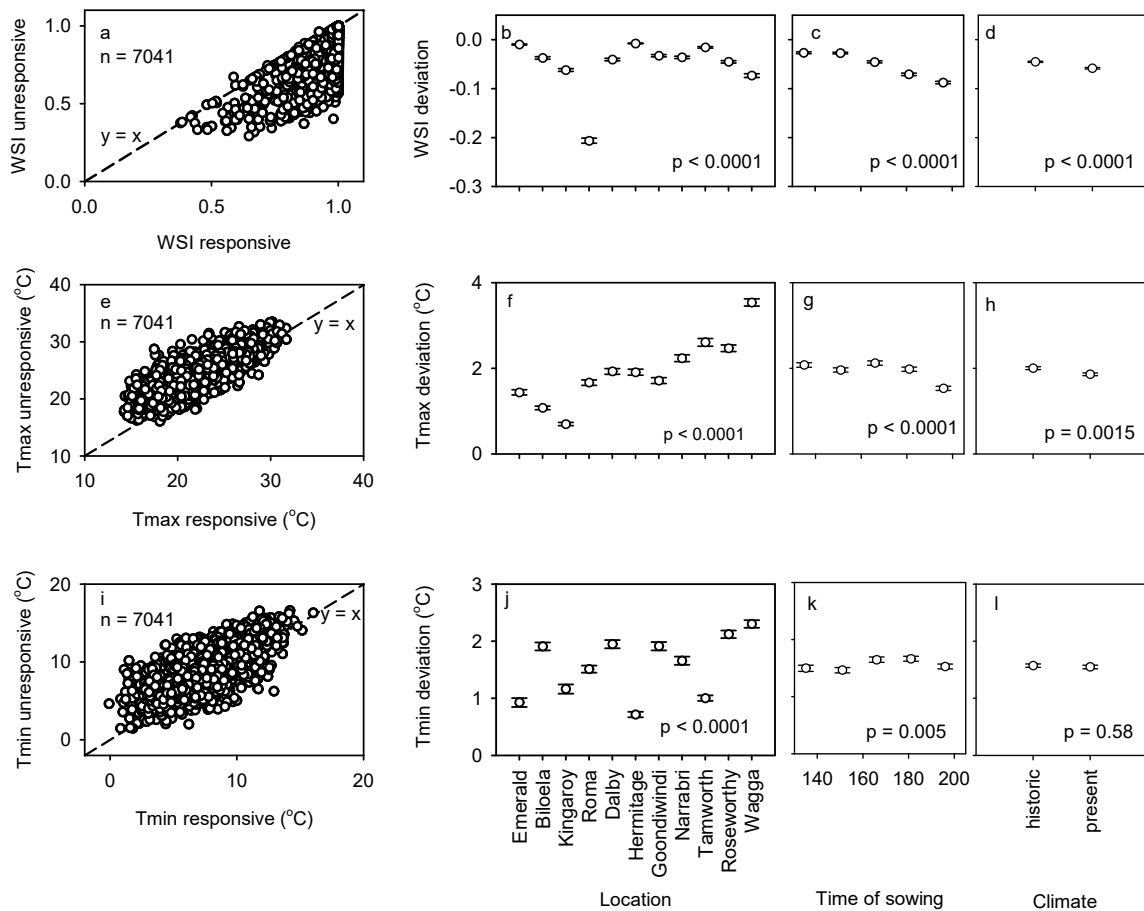 a
n = 7041
y = x
1.0
0.5
0.0
0.0
0.5
1.0
WSI unresponsive
WSI responsive
b
p < 0.0001
0.0
-0.1
-0.2
-0.3
WSI deviation
c
p < 0.0001
d
p < 0.0001
e
n = 7041
y = x
40
30
20
10
10
20
30
40
Tmax unresponsive (°C)
Tmax responsive (°C)
f
p < 0.0001
4
2
0
Tmax deviation (°C)
g
p < 0.0001
h
p = 0.0015
i
n = 7041
y = x
20
10
0
0
10
20
Tmin unresponsive (°C)
Tmin responsive (°C)
j
p < 0.0001
3
2
1
0
Tmin deviation (°C)
Emerald
Biloela
Kingaroy
Roma
Dalby
Hermitage
Goondiwindi
Narrabri
Tamworth
Roseworthy
Wagga
Location
k
p = 0.005
140
160
180
200
Time of sowing
l
p = 0.58
historic
present
Climate